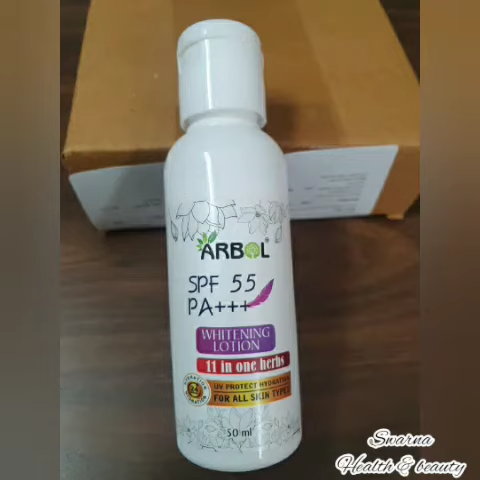 ARBOL
SPF 55
PA+++
WHITENING
LOTION
11 in one herbs
UV PROTECT HYDRATION
FOR ALL SKIN TYPE
50 ml
Swarna
Health & beauty